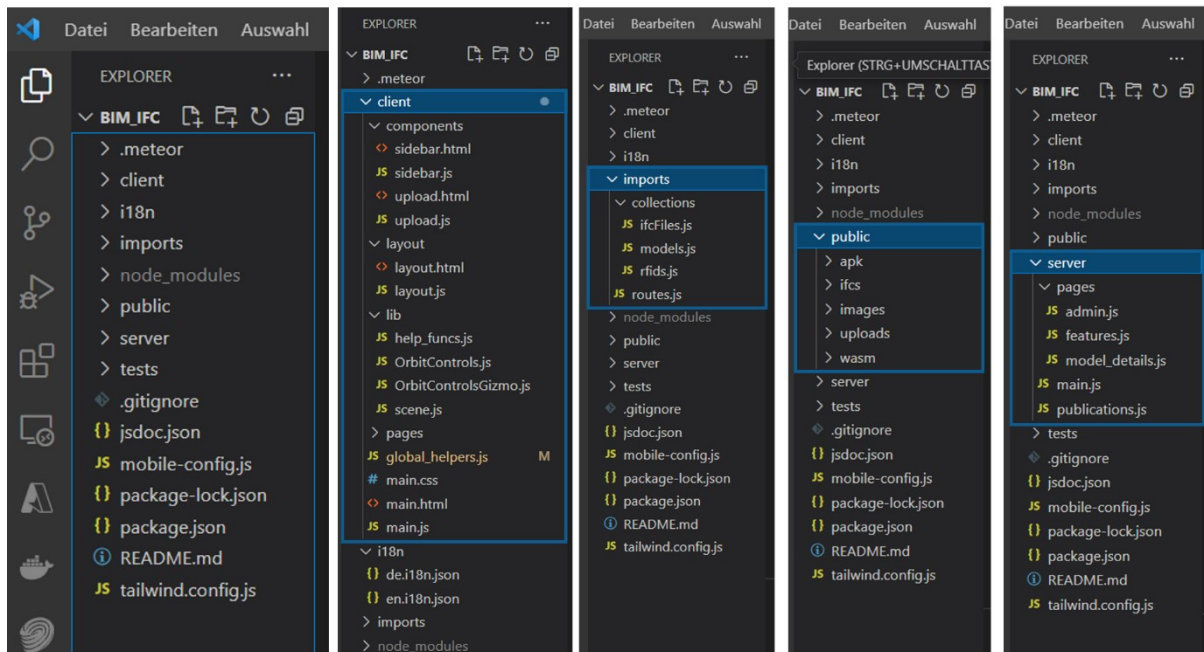 Datei Bearbeiten Auswahl
EXPLORER
BIM_IFC
.meteor
client
i18n
imports
node_modules
public
server
tests
.gitignore
jsdoc.json
mobile-config.js
package-lock.json
package.json
README.md
tailwind.config.js
EXPLORER
BIM_IFC
.meteor
client
components
sidebar.html
sidebar.js
upload.html
upload.js
layout
layout.html
layout.js
lib
help_funcs.js
OrbitControls.js
OrbitControlsGizmo.js
scene.js
pages
global_helpers.js M
main.css
main.html
main.js
i18n
de.i18n.json
en.i18n.json
imports
node_modules
Datei Bearbeiten Auswahl
EXPLORER
BIM_IFC
.meteor
client
i18n
imports
collections
ifcFiles.js
models.js
rfids.js
routes.js
node_modules
public
server
tests
.gitignore
jsdoc.json
mobile-config.js
package-lock.json
package.json
README.md
tailwind.config.js
Datei Bearbeiten Auswahl
Explorer (STRG+UMSCHALTTAS
BIM_IFC
.meteor
client
i18n
imports
node_modules
public
apk
ifcs
images
uploads
wasm
server
tests
.gitignore
jsdoc.json
mobile-config.js
package-lock.json
package.json
README.md
tailwind.config.js
Datei Bearbeiten Auswahl
EXPLORER
BIM_IFC
.meteor
client
i18n
imports
node_modules
public
server
pages
admin.js
features.js
model_details.js
main.js
publications.js
tests
.gitignore
jsdoc.json
mobile-config.js
package-lock.json
package.json
README.md
tailwind.config.js